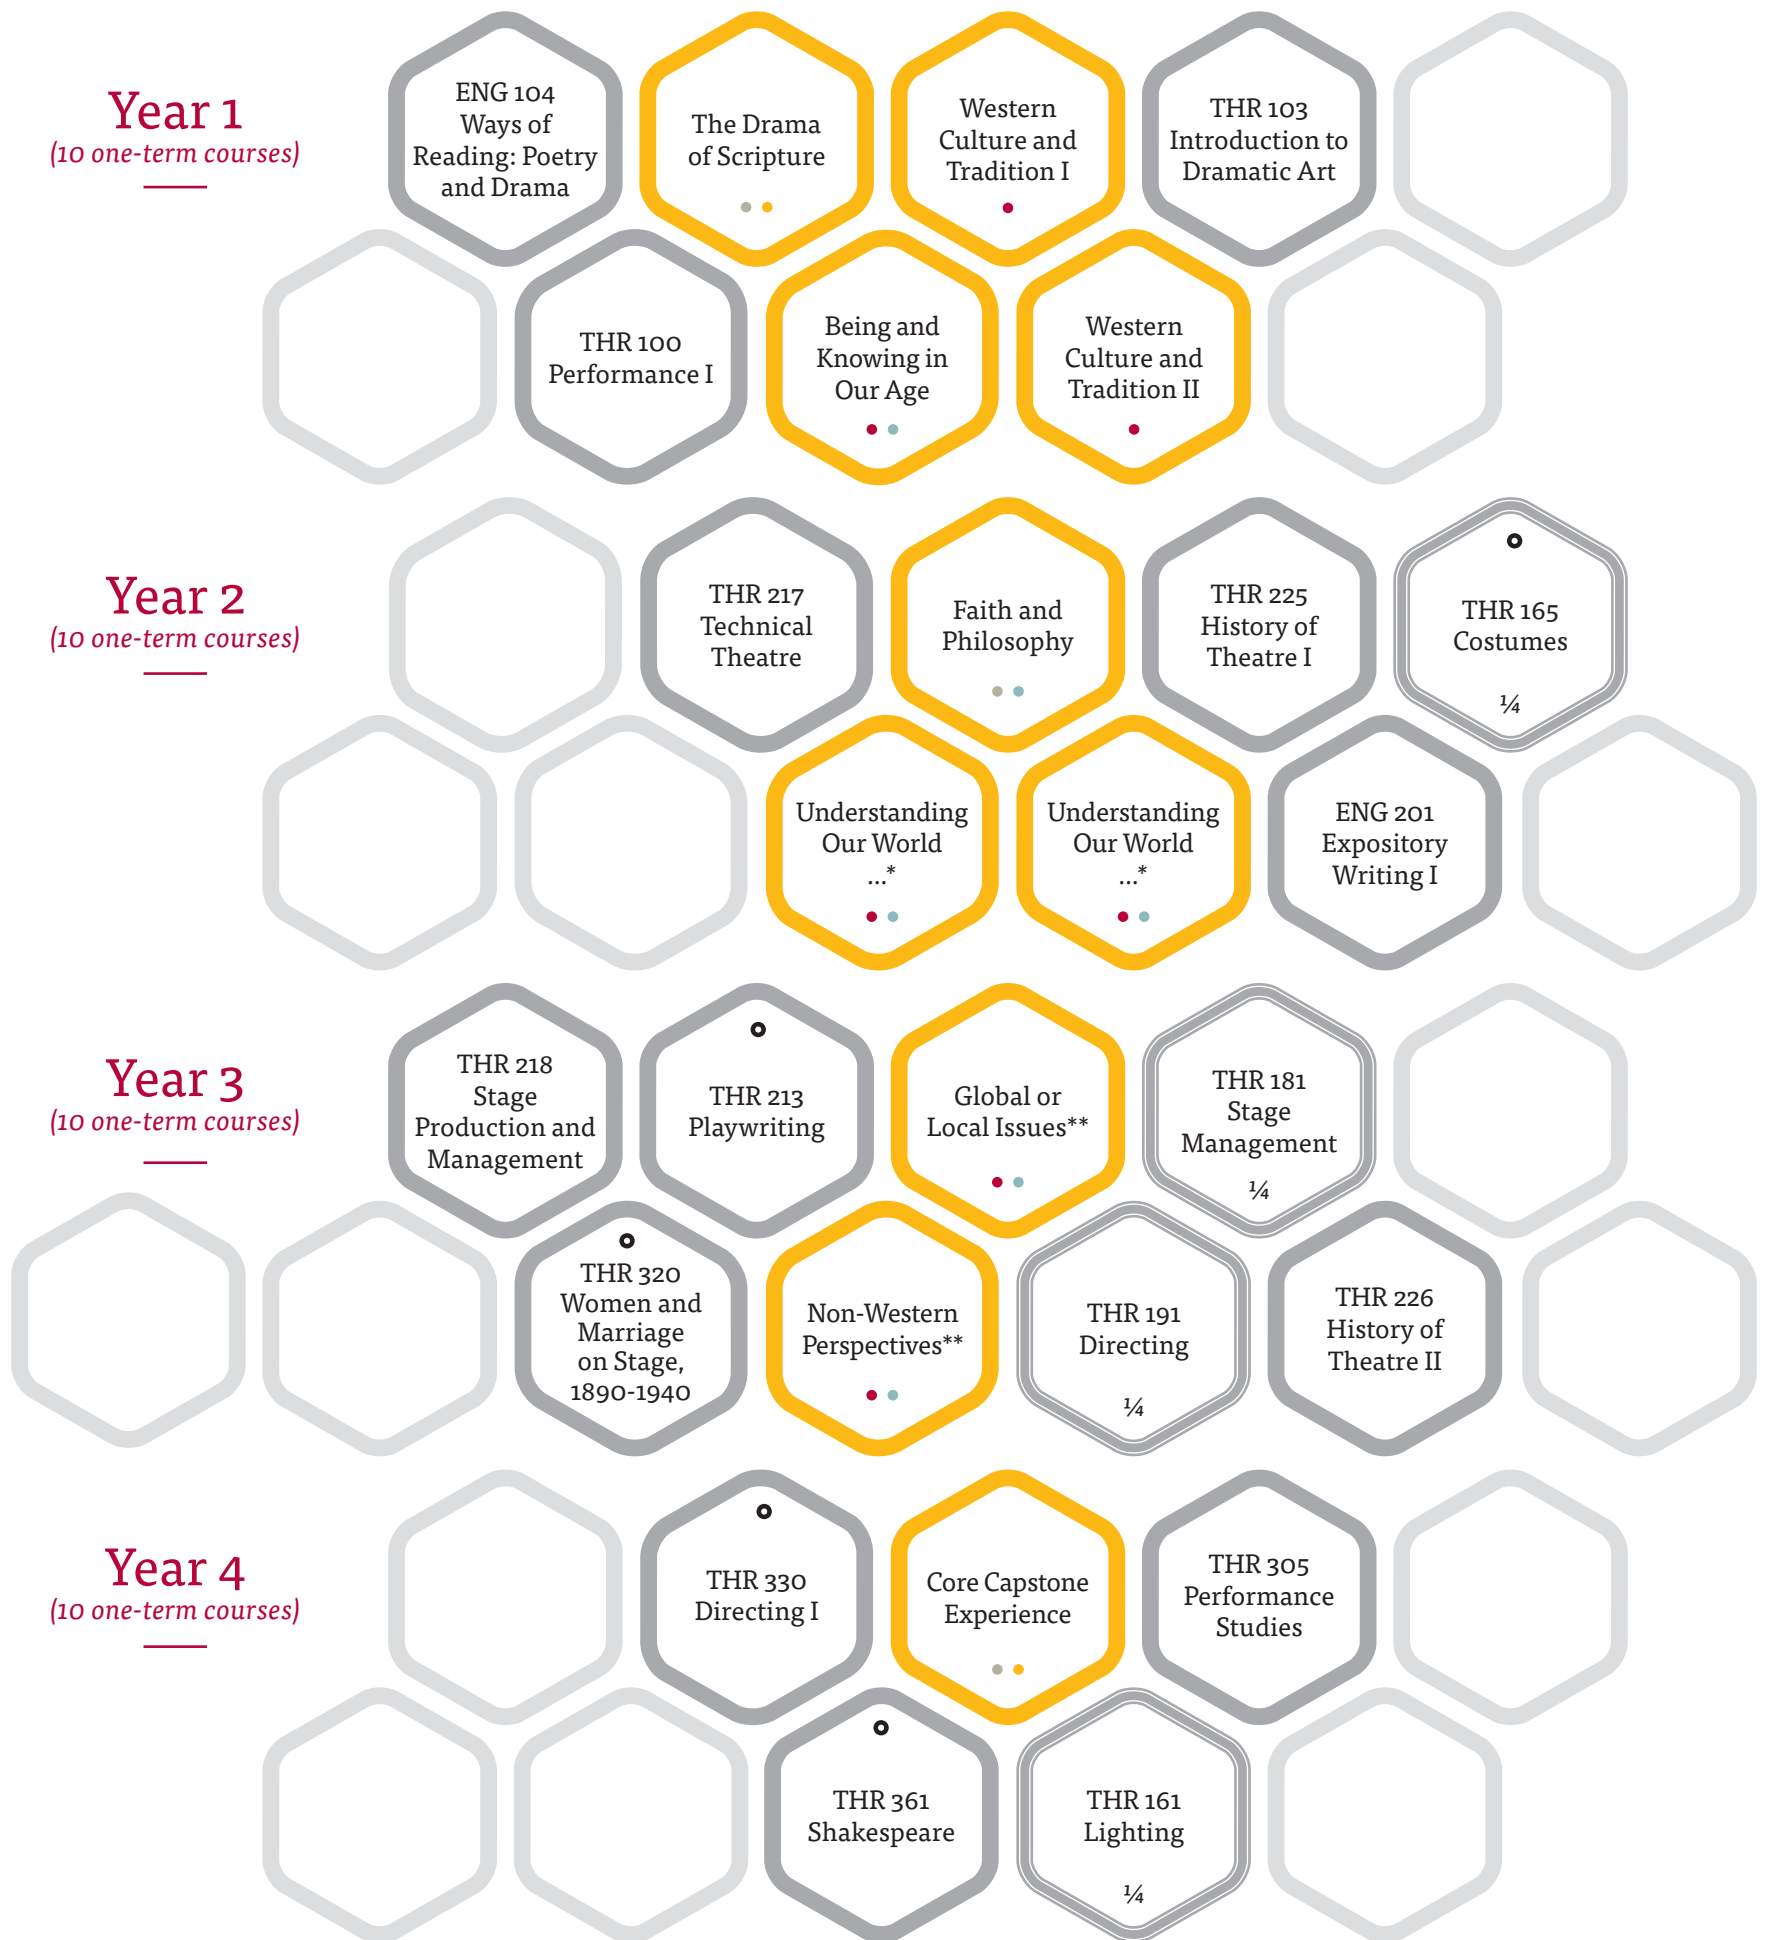 Year 1
(10 one-term courses)
ENG 104
Ways of
Reading: Poetry
and Drama
The Drama
of Scripture
Western
Culture and
Tradition I
THR 103
Introduction to
Dramatic Art
THR 100
Performance I
Being and
Knowing in
Our Age
Western
Culture and
Tradition II
Year 2
(10 one-term courses)
THR 217
Technical
Theatre
Faith and
Philosophy
THR 225
History of
Theatre I
THR 165
Costumes
¼
Understanding
Our World
...*
Understanding
Our World
...*
ENG 201
Expository
Writing I
Year 3
(10 one-term courses)
THR 218
Stage
Production and
Management
THR 213
Playwriting
Global or
Local Issues**
THR 181
Stage
Management
¼
THR 320
Women and
Marriage
on Stage,
1890-1940
Non-Western
Perspectives**
THR 191
Directing
¼
THR 226
History of
Theatre II
Year 4
(10 one-term courses)
THR 330
Directing I
Core Capstone
Experience
THR 305
Performance
Studies
THR 361
Shakespeare
THR 161
Lighting
¼